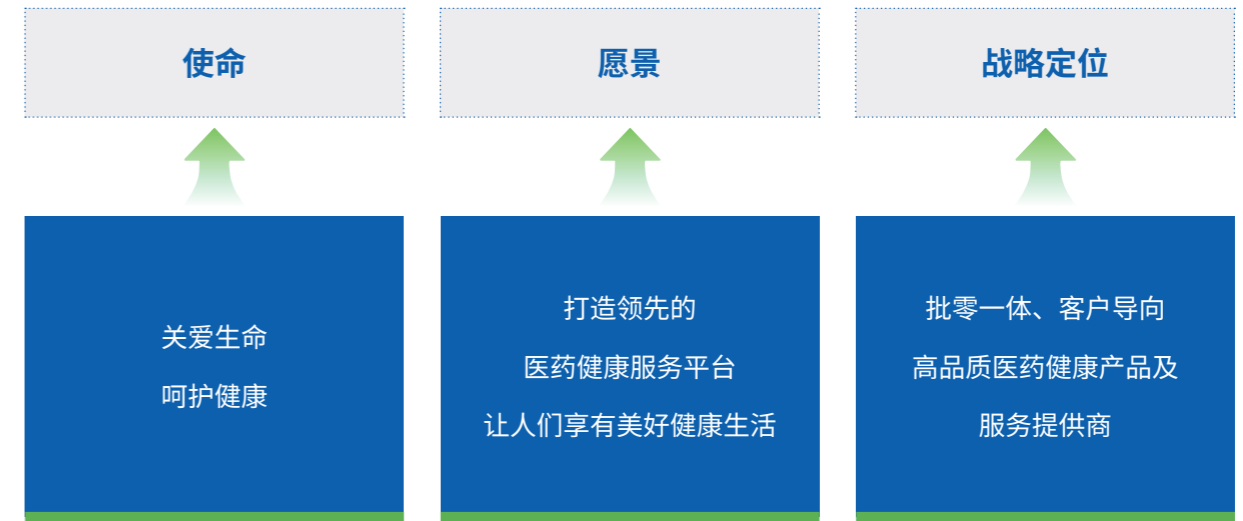 使命
愿景
战略定位
关爱生命
呵护健康
打造领先的
医药健康服务平台
让人们享有美好健康生活
批零一体、客户导向
高品质医药健康产品及
服务提供商